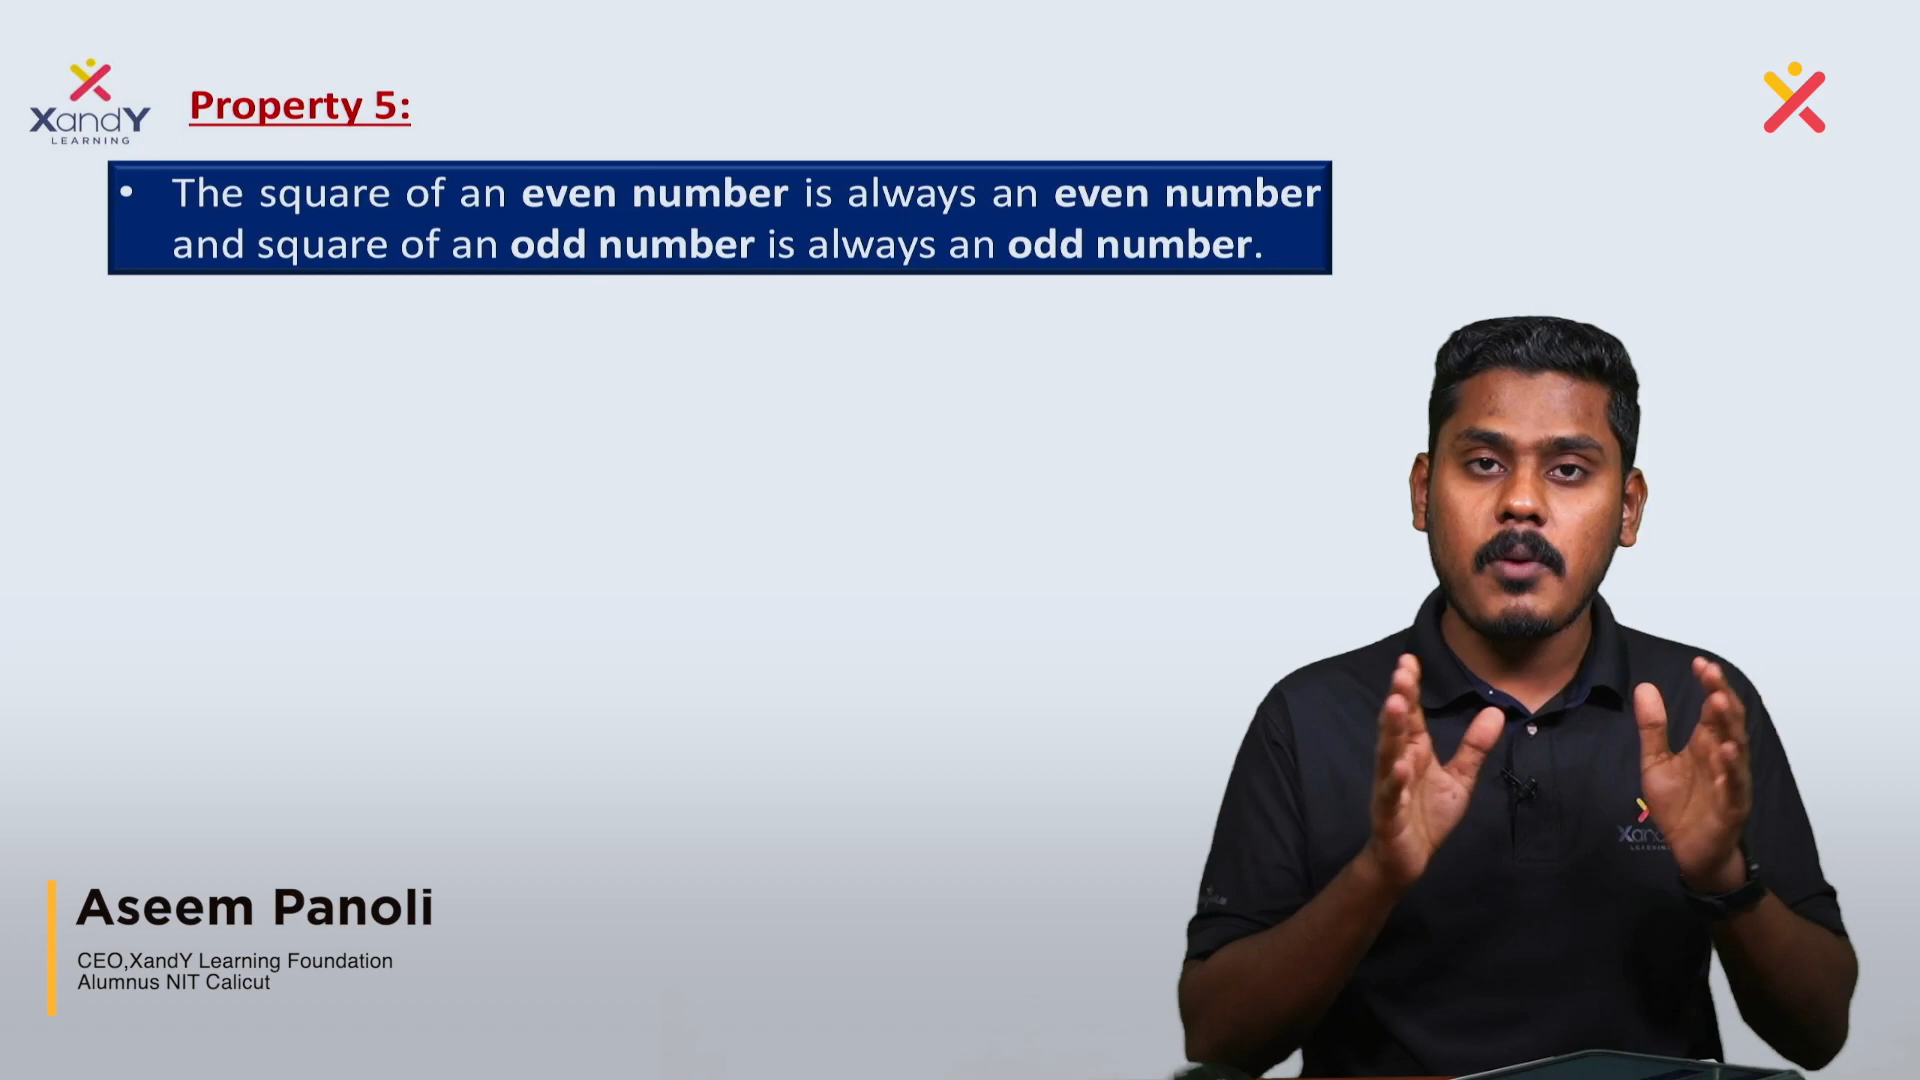 XandY
LEARNING
Property 5:
• The square of an even number is always an even number
and square of an odd number is always an odd number.
Aseem Panoli
CEO,XandY Learning Foundation
Alumnus NIT Calicut